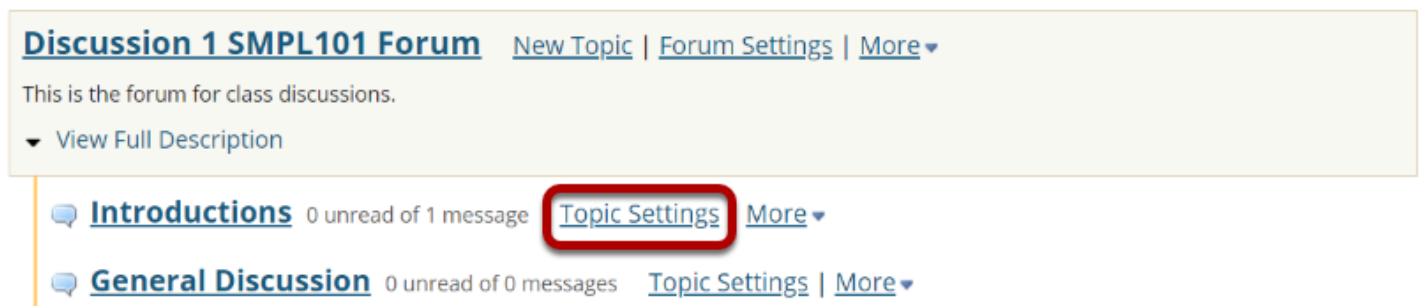 Discussion 1 SMPL101 Forum New Topic | Forum Settings | More
This is the forum for class discussions.
View Full Description
Introductions 0 unread of 1 message Topic Settings More
General Discussion 0 unread of 0 messages Topic Settings | More